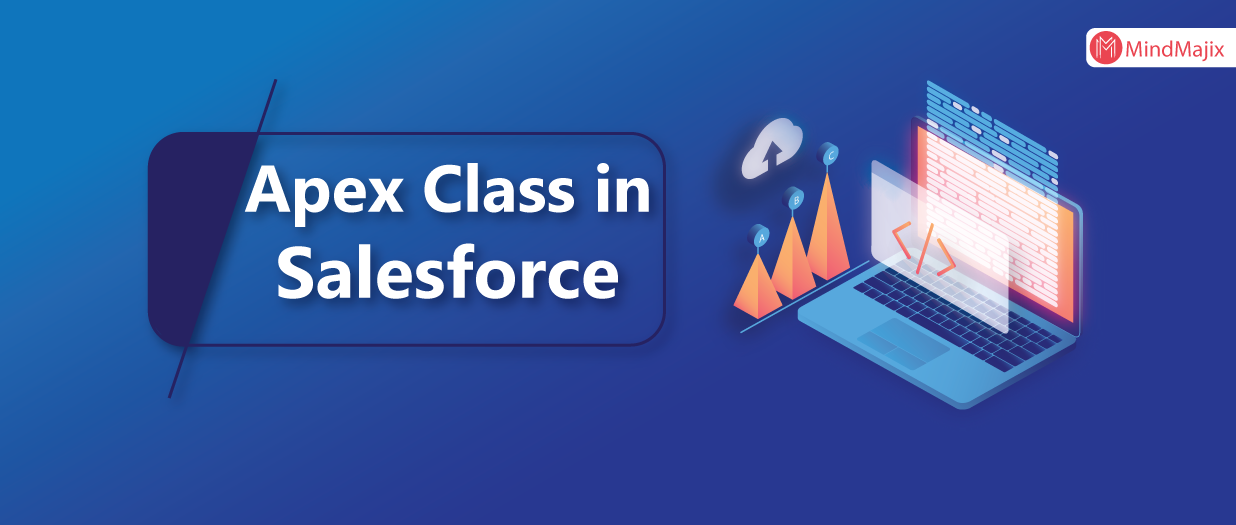 MindMajix
Apex Class in
Salesforce
A
B
C
</>